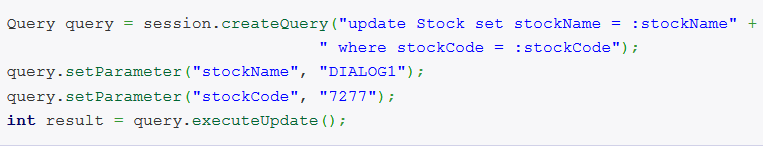 Query query = session.createQuery("update Stock set stockName = :stockName" +
" where stockCode = :stockCode");
query.setParameter("stockName", "DIALOG1");
query.setParameter("stockCode", "7277");
int result = query.executeUpdate();